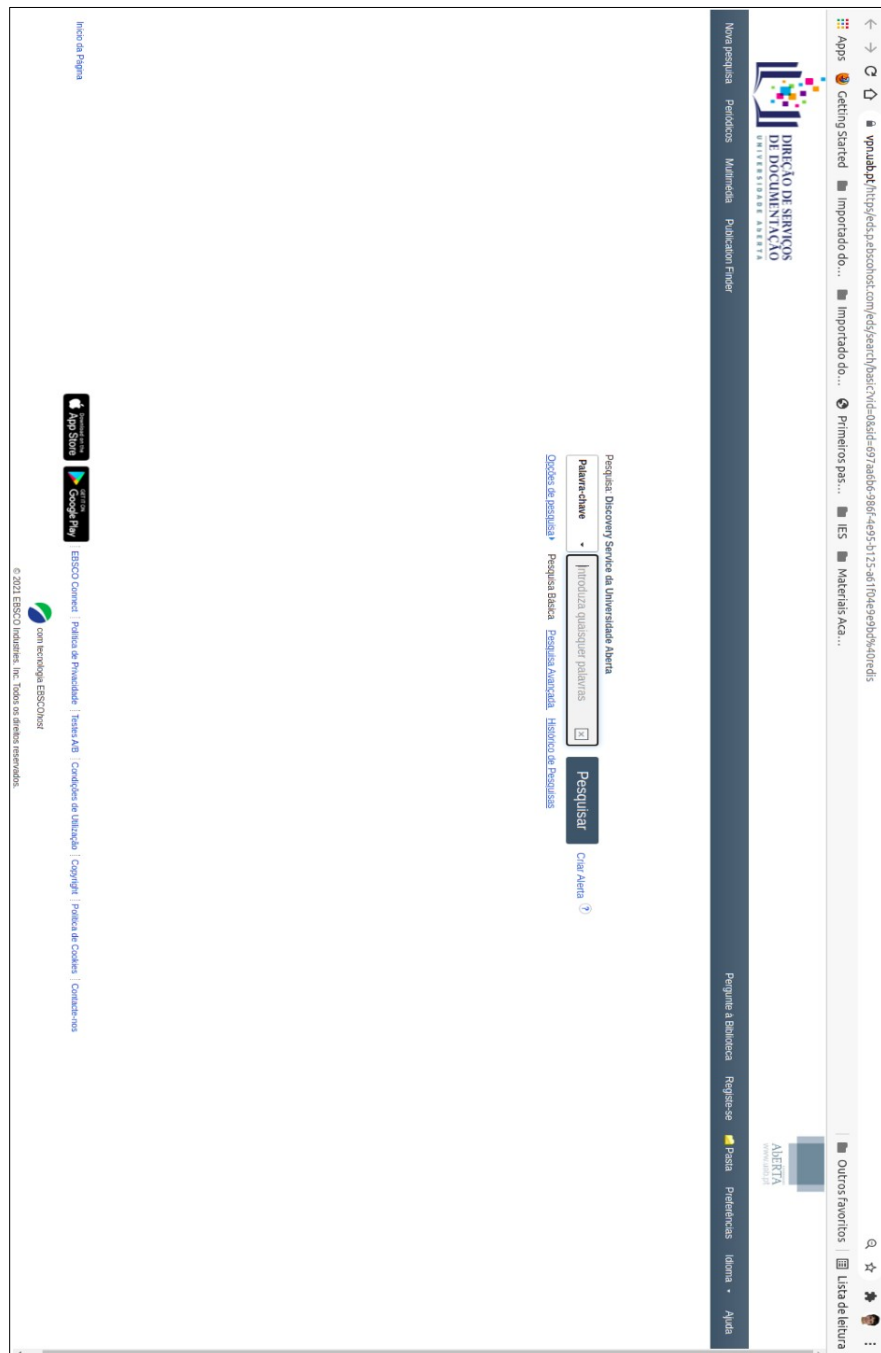 vpn.uab.pt/https/eds.p.ebscohost.com/eds/search/basic?vid=0&sid=697aa6b6-986f-4e95-b125-a61f04e9e9bd%40redis
Apps Getting Started Importado do... Importado do... Primeiros pas... IES Materiais Aca... Outros favoritos Lista de leitura
DIREÇÃO DE SERVIÇOS
DE DOCUMENTAÇÃO
UNIVERSIDADE ABERTA
AbERTA
www.uab.pt
Nova pesquisa Periódicos Multimédia Publication Finder Pergunte à Biblioteca Registe-se Pasta Preferências Idioma Ajuda
Pesquisa: Discovery Service da Universidade Aberta
Palavra-chave Introduza quaisquer palavras Pesquisar Criar Alerta ?
Opções de pesquisa Pesquisa Básica Pesquisa Avançada Histórico de Pesquisas
Início da Página
Download on the App Store GET IT ON Google Play EBSCO Connect Política de Privacidade Testes A/B Condições de Utilização Copyright Política de Cookies Contacte-nos
com tecnologia EBSCOhost
© 2021 EBSCO Industries, Inc. Todos os direitos reservados.